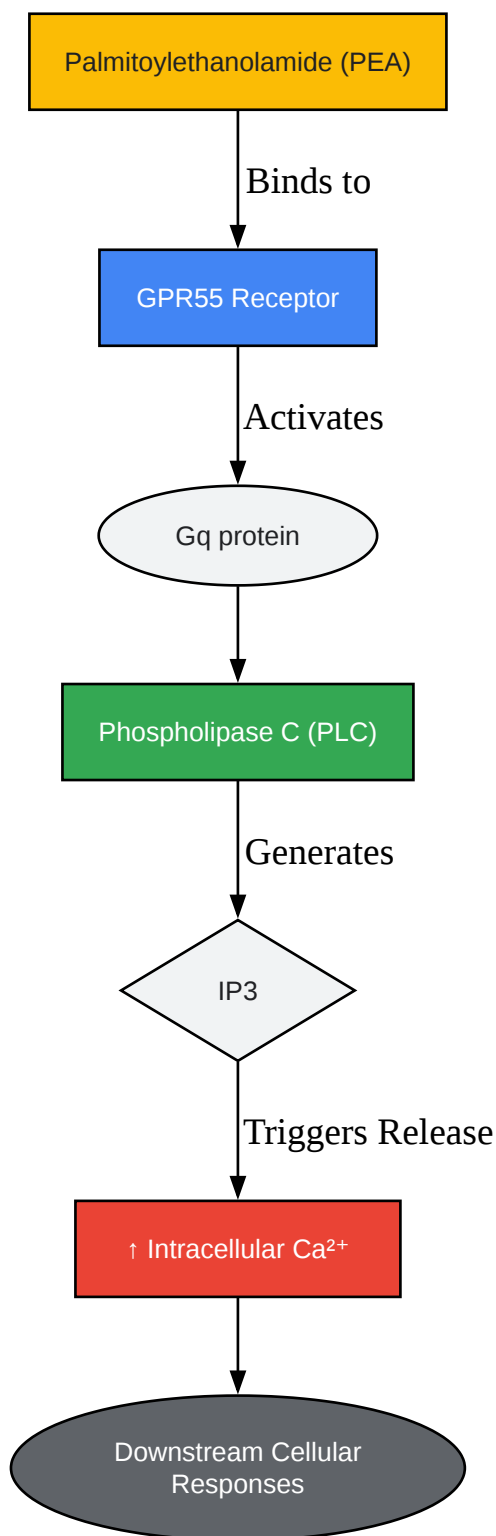 Palmitoylethanolamide (PEA)
Binds to
GPR55 Receptor
Activates
Gq protein
Phospholipase C (PLC)
Generates
IP3
Triggers Release
↑ Intracellular Ca²⁺
Downstream Cellular
Responses